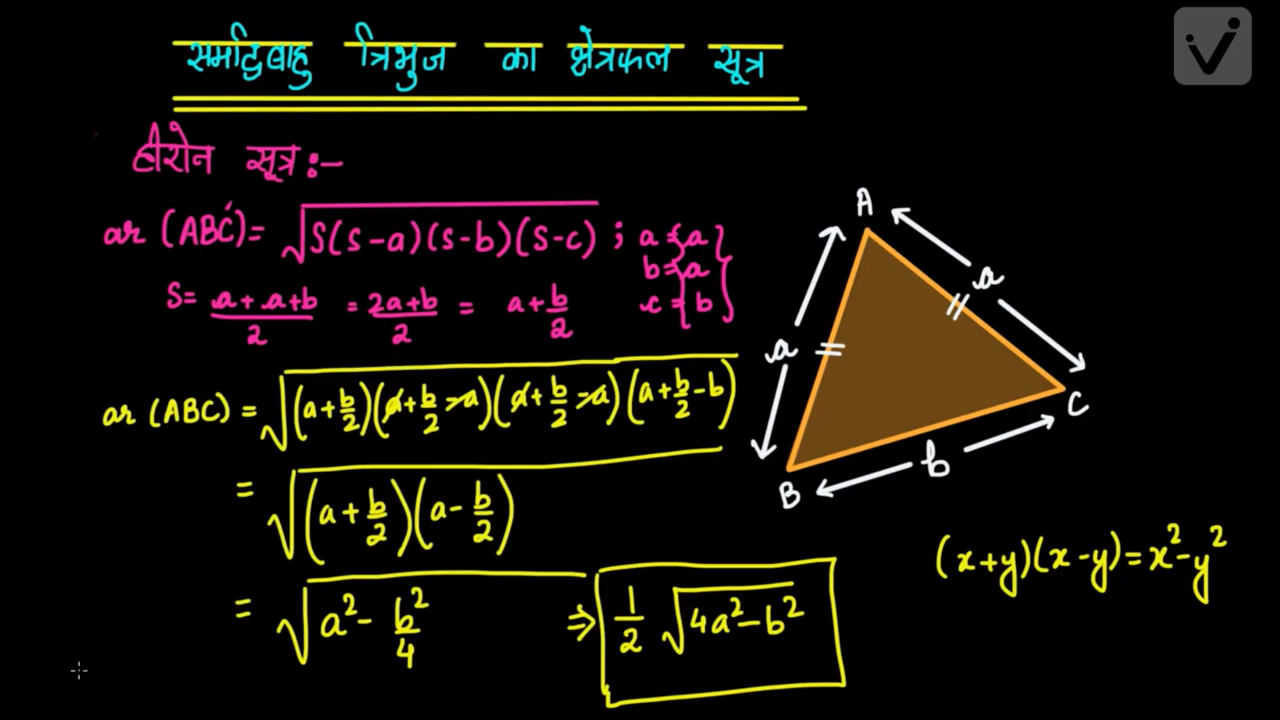 समद्विबाहु त्रिभुज का क्षेत्रफल सूत्र
हीरोन सूत्र :-
ar (ABC) = √S(S-a)(S-b)(S-c) ; a = a
b = a
c = b
S = a+a+b/2 = 2a+b/2 = a+b/2
ar (ABC) = √(a+b/2)(a+b/2-a)(a+b/2-a)(a+b/2-b)
= √(a+b/2)(a-b/2)
= √a²-b²/4 ⇒ 1/2 √4a²-b²
A
a
a
B
b
C
(x+y)(x-y)=x²-y²